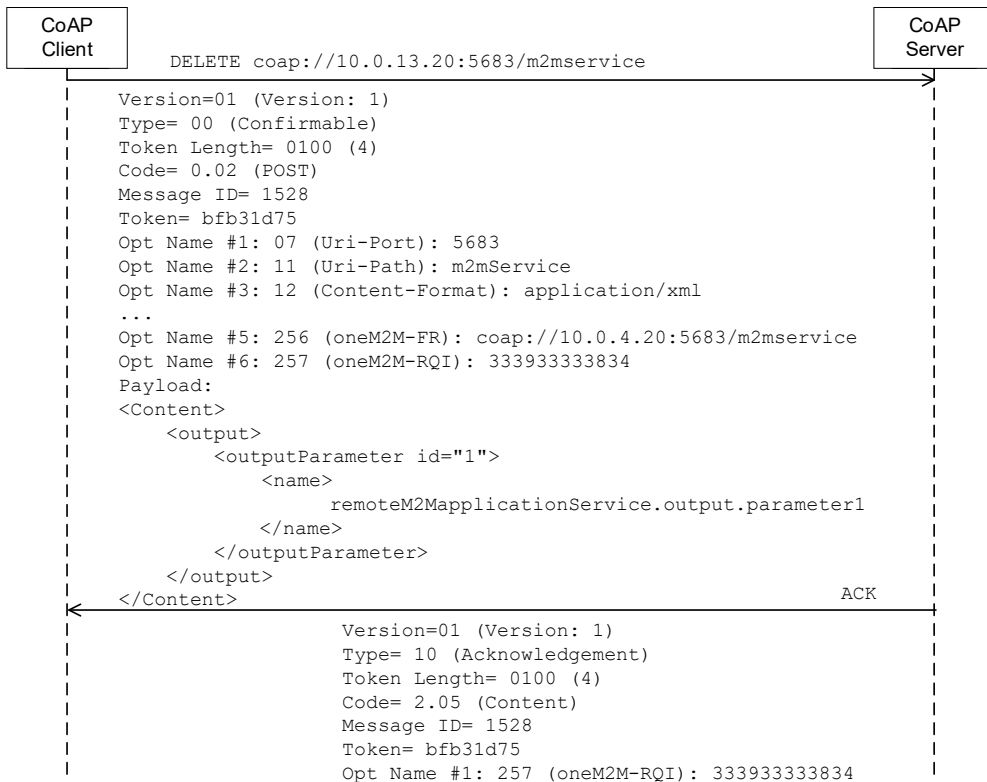 CoAP
Client
CoAP
Server
DELETE coap://10.0.13.20:5683/m2mservice
Version=01 (Version: 1)
Type= 00 (Confirmable)
Token Length= 0100 (4)
Code= 0.02 (POST)
Message ID= 1528
Token= bfb31d75
Opt Name #1: 07 (Uri-Port): 5683
Opt Name #2: 11 (Uri-Path): m2mService
Opt Name #3: 12 (Content-Format): application/xml
...
Opt Name #5: 256 (oneM2M-FR): coap://10.0.4.20:5683/m2mservice
Opt Name #6: 257 (oneM2M-RQI): 333933333834
Payload:
<Content>
<output>
<outputParameter id="1">
<name>
remoteM2MapplicationService.output.parameter1
</name>
</outputParameter>
</output>
</Content>
ACK
Version=01 (Version: 1)
Type= 10 (Acknowledgement)
Token Length= 0100 (4)
Code= 2.05 (Content)
Message ID= 1528
Token= bfb31d75
Opt Name #1: 257 (oneM2M-RQI): 333933333834